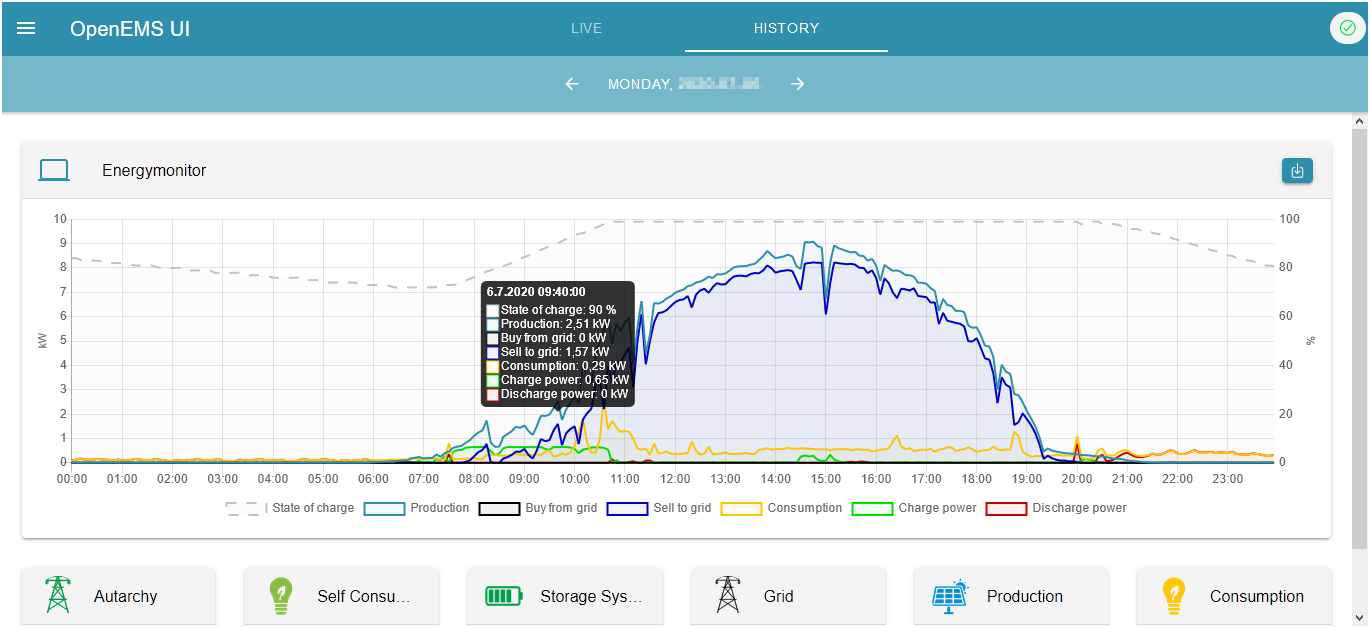 OpenEMS UI
LIVE
HISTORY
MONDAY,
Energymonitor
10
9
8
7
6
5
4
3
2
1
0
kW
100
80
60
40
20
0
%
6.7.2020 09:40:00
State of charge: 90 %
Production: 2,51 kW
Buy from grid: 0 kW
Sell to grid: 1,57 kW
Consumption: 0,29 kW
Charge power: 0,65 kW
Discharge power: 0 kW
00:00 01:00 02:00 03:00 04:00 05:00 06:00 07:00 08:00 09:00 10:00 11:00 12:00 13:00 14:00 15:00 16:00 17:00 18:00 19:00 20:00 21:00 22:00 23:00
State of charge Production Buy from grid Sell to grid Consumption Charge power Discharge power
Autarchy
Self Consu...
Storage Sys...
Grid
Production
Consumption